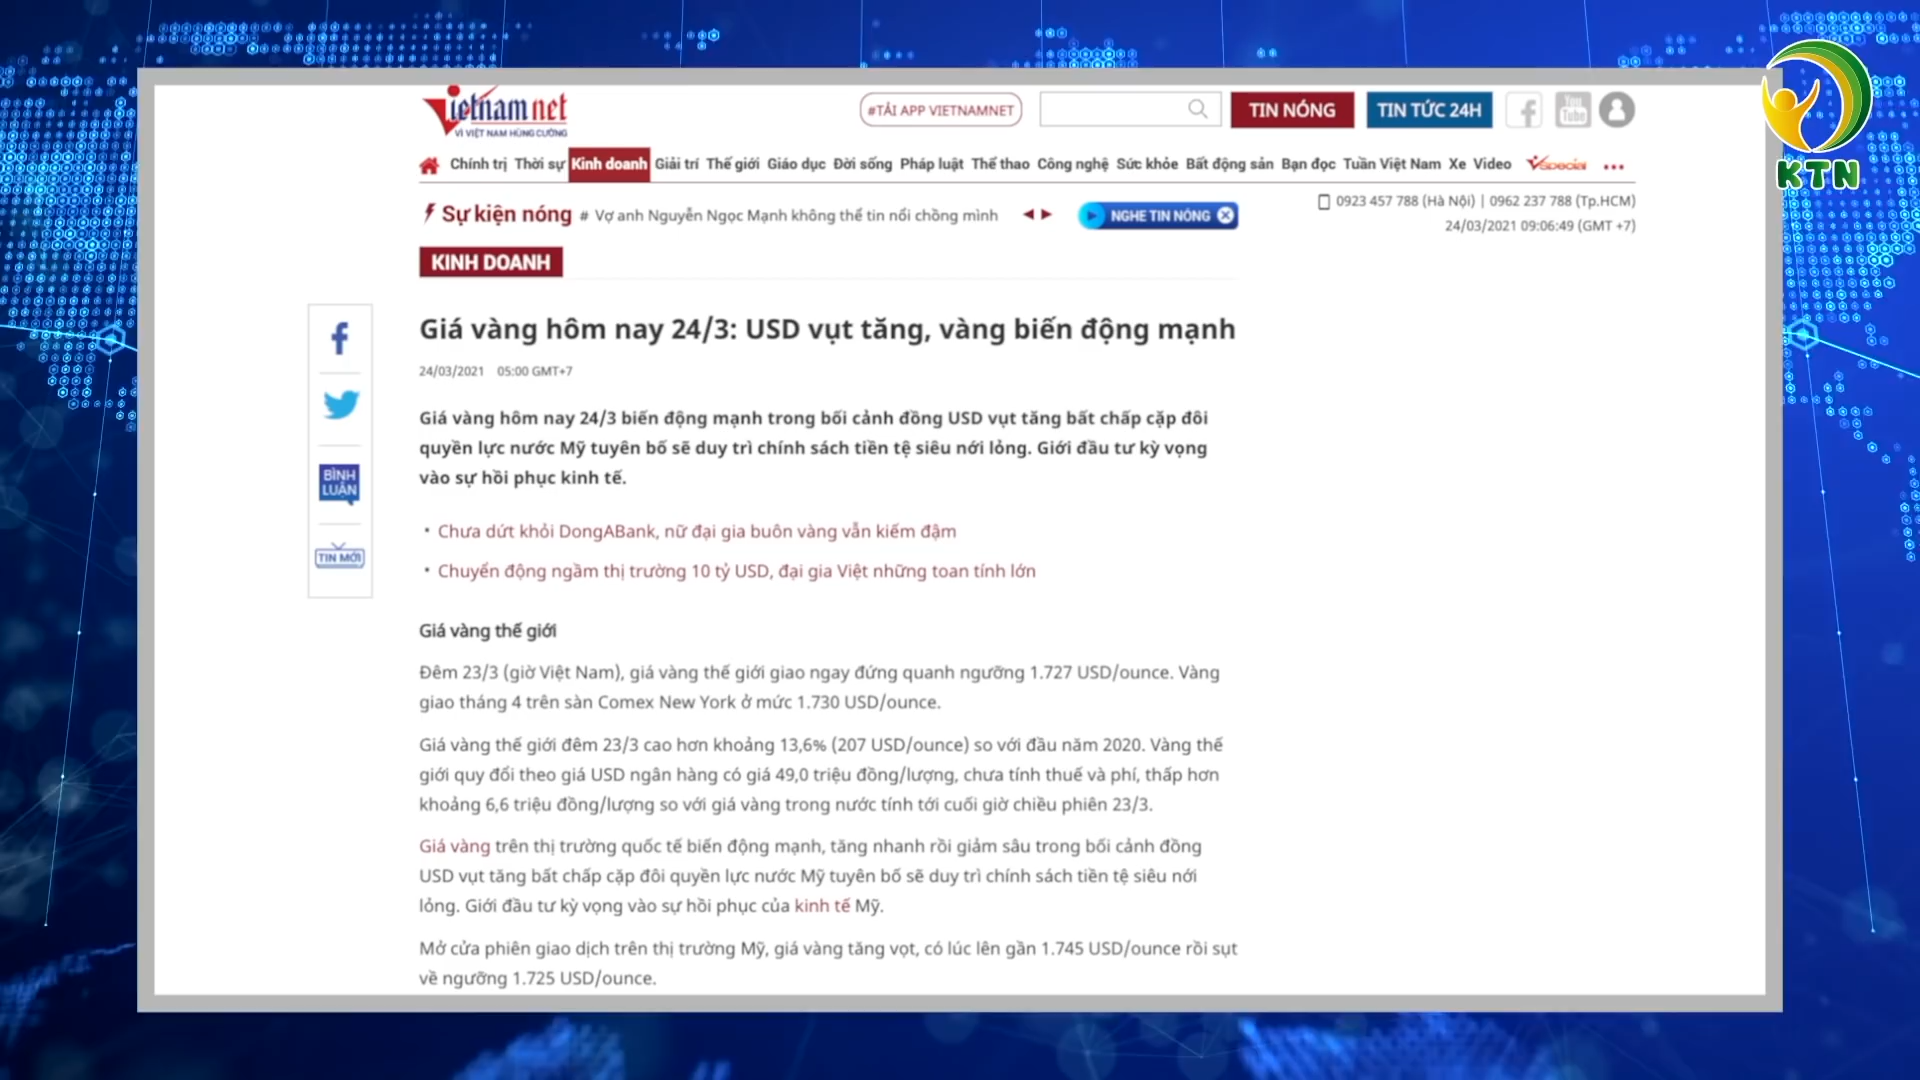 KTN
Vietnamnet
VÌ VIỆT NAM HÙNG CƯỜNG
#TẢI APP VIETNAMNET
TIN NÓNG
TIN TỨC 24H
You Tube
Chính trị Thời sự Kinh doanh Giải trí Thế giới Giáo dục Đời sống Pháp luật Thể thao Công nghệ Sức khỏe Bất động sản Bạn đọc Tuần Việt Nam Xe Video Special
Sự kiện nóng # Vợ anh Nguyễn Ngọc Mạnh không thể tin nổi chồng mình
NGHE TIN NÓNG
0923 457 788 (Hà Nội) | 0962 237 788 (Tp.HCM)
24/03/2021 09:06:49 (GMT +7)
KINH DOANH
Giá vàng hôm nay 24/3: USD vụt tăng, vàng biến động mạnh
24/03/2021 05:00 GMT+7
Giá vàng hôm nay 24/3 biến động mạnh trong bối cảnh đồng USD vụt tăng bất chấp cặp đôi
quyền lực nước Mỹ tuyên bố sẽ duy trì chính sách tiền tệ siêu nới lỏng. Giới đầu tư kỳ vọng
vào sự hồi phục kinh tế.
BÌNH
LUẬN
TIN MỚI
• Chưa dứt khỏi DongABank, nữ đại gia buôn vàng vẫn kiếm đậm
• Chuyển động ngầm thị trường 10 tỷ USD, đại gia Việt những toan tính lớn
Giá vàng thế giới
Đêm 23/3 (giờ Việt Nam), giá vàng thế giới giao ngay đứng quanh ngưỡng 1.727 USD/ounce. Vàng
giao tháng 4 trên sàn Comex New York ở mức 1.730 USD/ounce.
Giá vàng thế giới đêm 23/3 cao hơn khoảng 13,6% (207 USD/ounce) so với đầu năm 2020. Vàng thế
giới quy đổi theo giá USD ngân hàng có giá 49,0 triệu đồng/lượng, chưa tính thuế và phí, thấp hơn
khoảng 6,6 triệu đồng/lượng so với giá vàng trong nước tính tới cuối giờ chiều phiên 23/3.
Giá vàng trên thị trường quốc tế biến động mạnh, tăng nhanh rồi giảm sâu trong bối cảnh đồng
USD vụt tăng bất chấp cặp đôi quyền lực nước Mỹ tuyên bố sẽ duy trì chính sách tiền tệ siêu nới
lỏng. Giới đầu tư kỳ vọng vào sự hồi phục của kinh tế Mỹ.
Mở cửa phiên giao dịch trên thị trường Mỹ, giá vàng tăng vọt, có lúc lên gần 1.745 USD/ounce rồi sụt
về ngưỡng 1.725 USD/ounce.